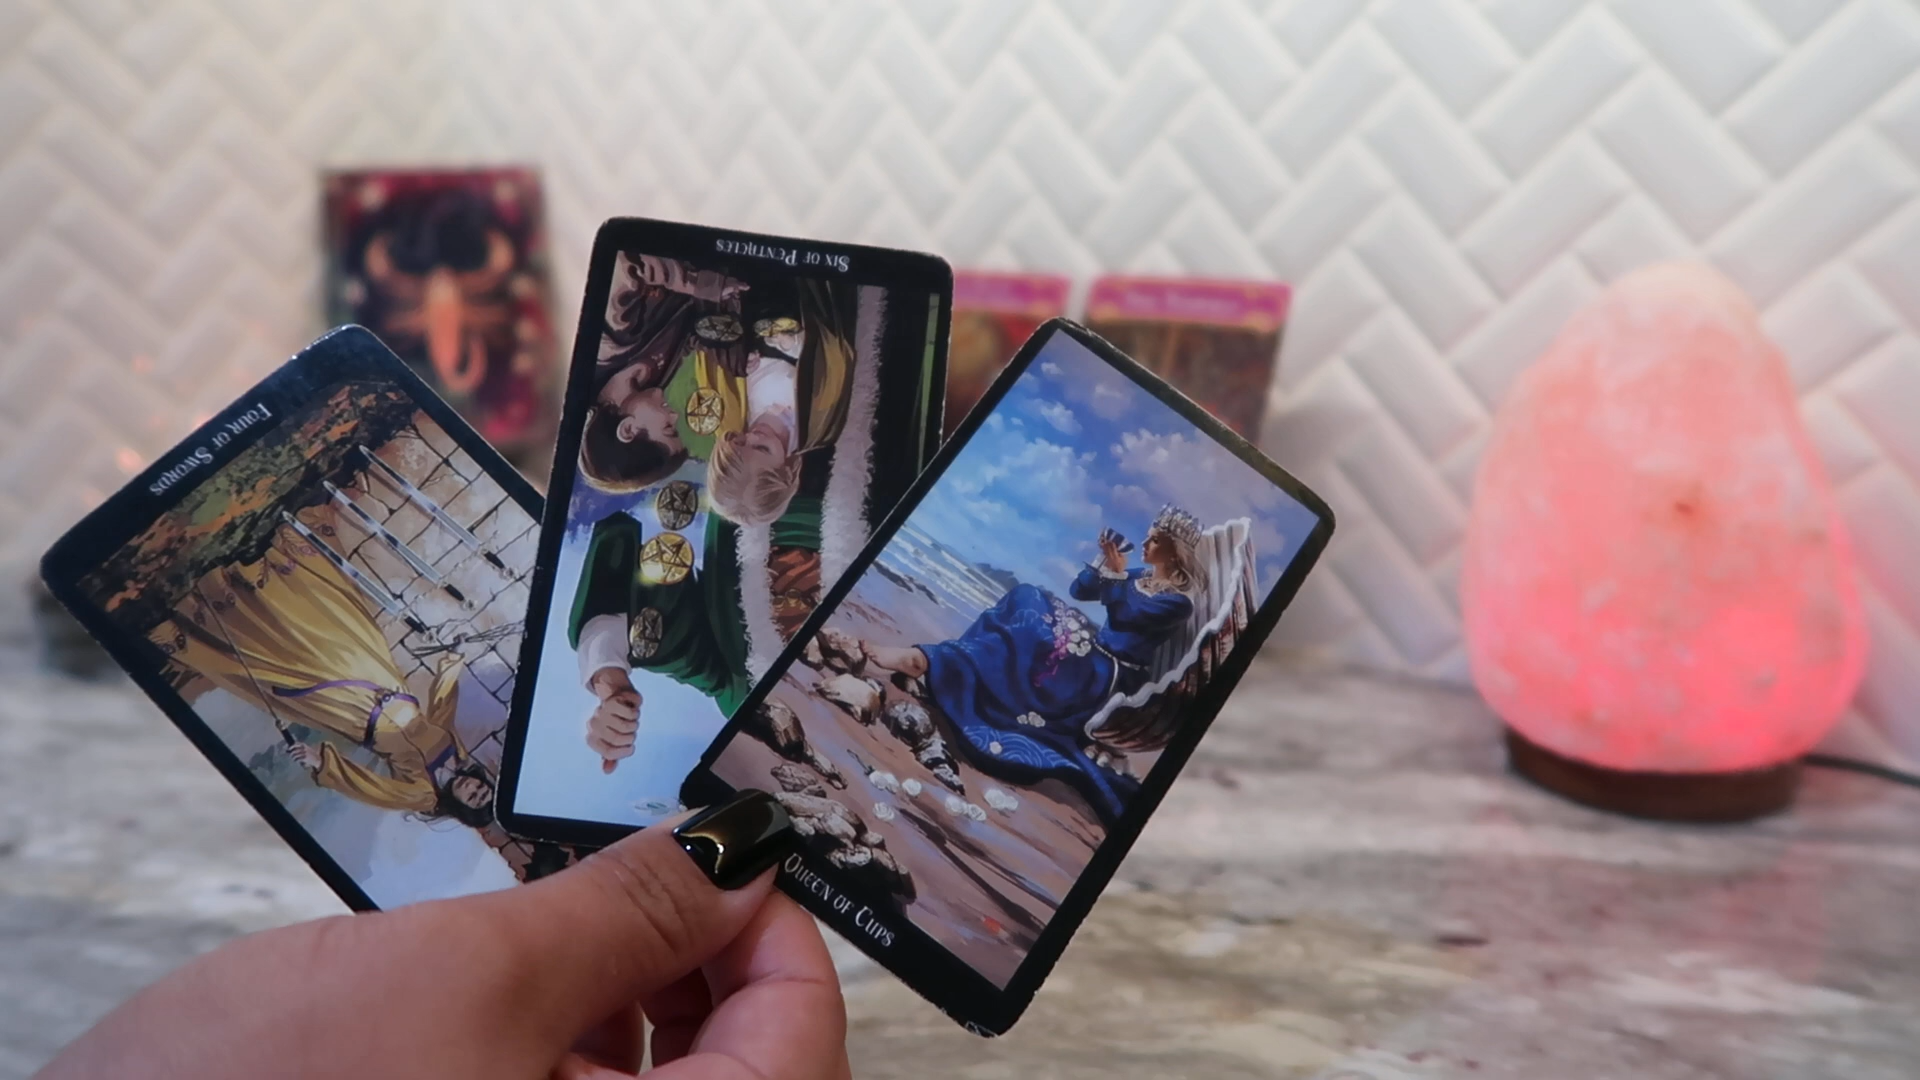 Four of Swords
Six of Pentacles
Queen of Cups